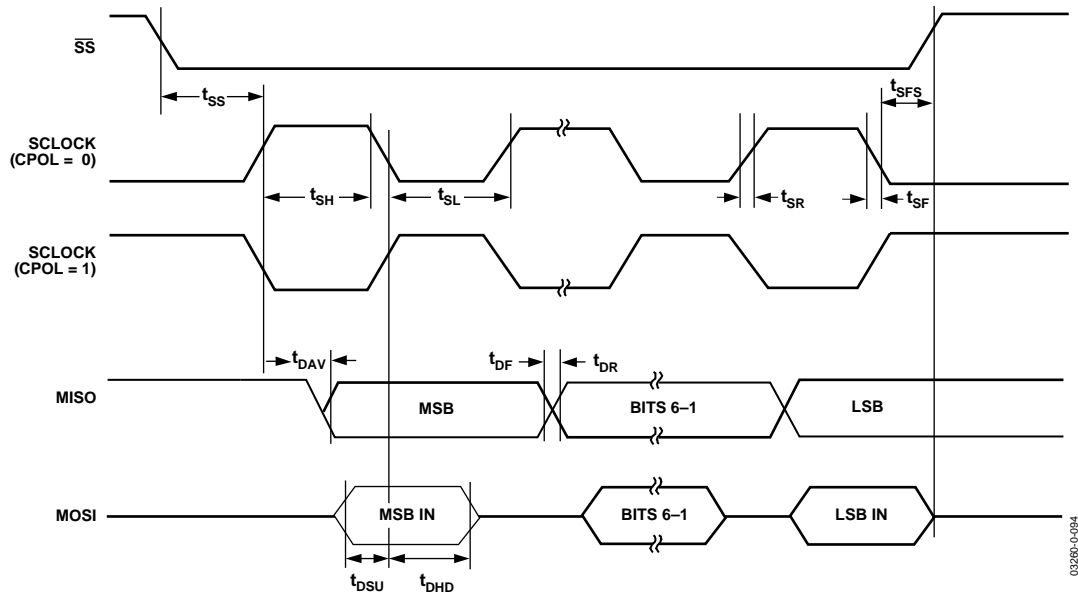 SS
tSS
tSFS
SCLOCK
(CPOL = 0)
tSH
tSL
tSR
tSF
SCLOCK
(CPOL = 1)
tDAV
tDF
tDR
MISO
MSB
BITS 6–1
LSB
MOSI
MSB IN
BITS 6–1
LSB IN
tDSU
tDHD
03260-0-094